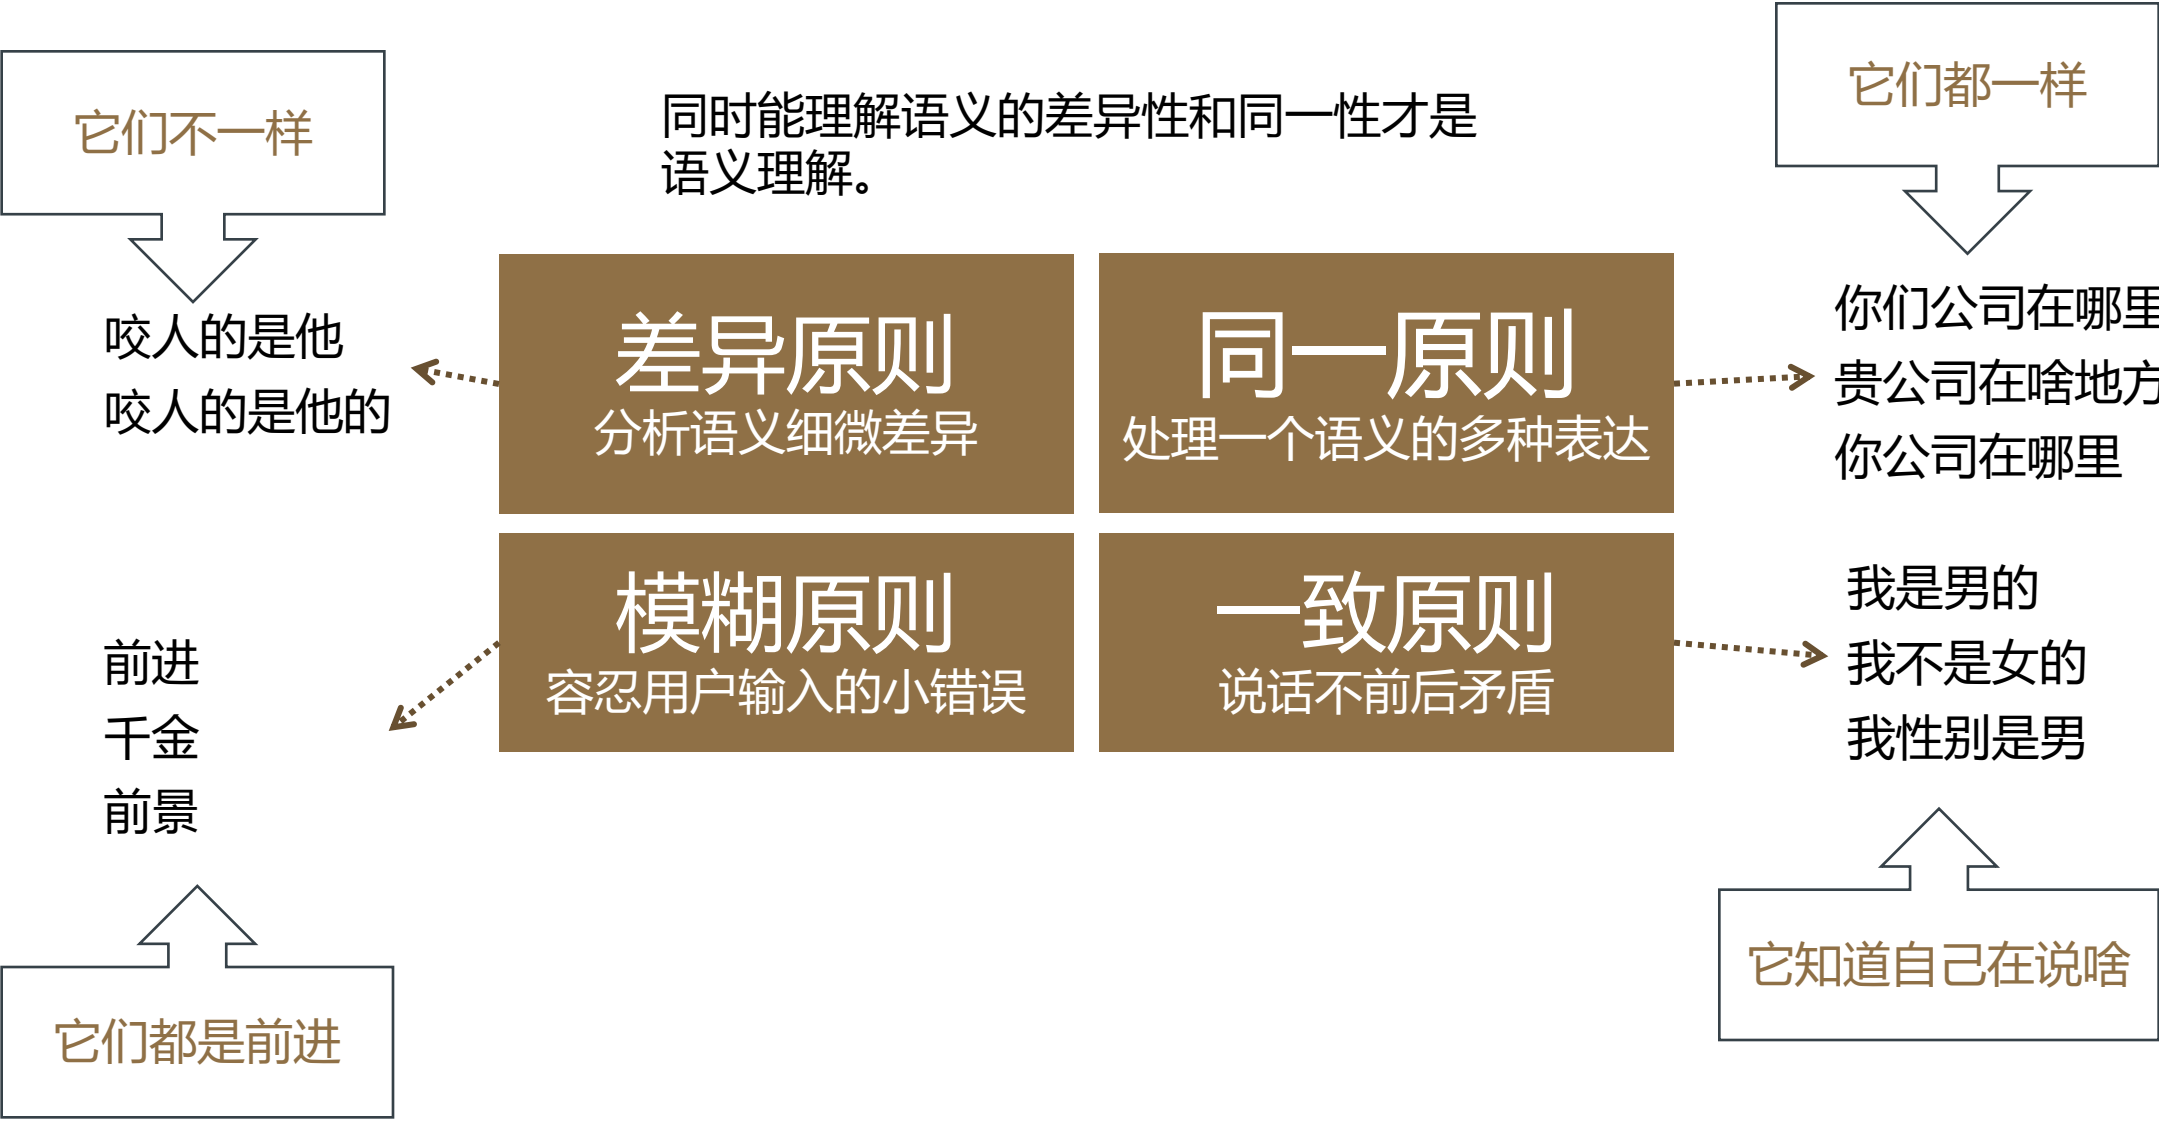 它们不一样
同时能理解语义的差异性和同一性才是
语义理解。
它们都一样
咬人的是他
咬人的是他的
差异原则
分析语义细微差异
同一原则
处理一个语义的多种表达
你们公司在哪里
贵公司在啥地方
你公司在哪里
前进
千金
前景
模糊原则
容忍用户输入的小错误
一致原则
说话不前后矛盾
我是男的
我不是女的
我性别是男
它们都是前进
它知道自己在说啥